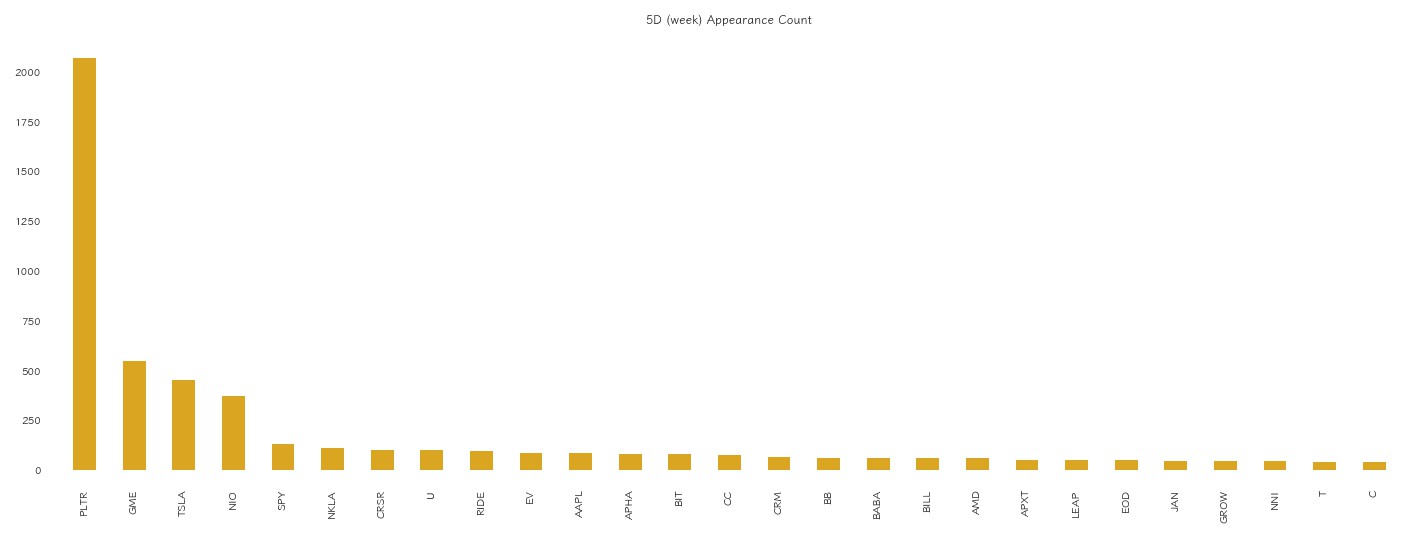 5D (week) Appearance Count
2000
1750
1500
1250
1000
750
500
250
0
PLTR
GME
TSLA
NIO
SPY
NKLA
CRSR
U
RIDE
EV
AAPL
APHA
BIT
CC
CRM
BB
BABA
BILL
AMD
APXT
LEAP
EOD
JAN
GROW
NNI
T
C